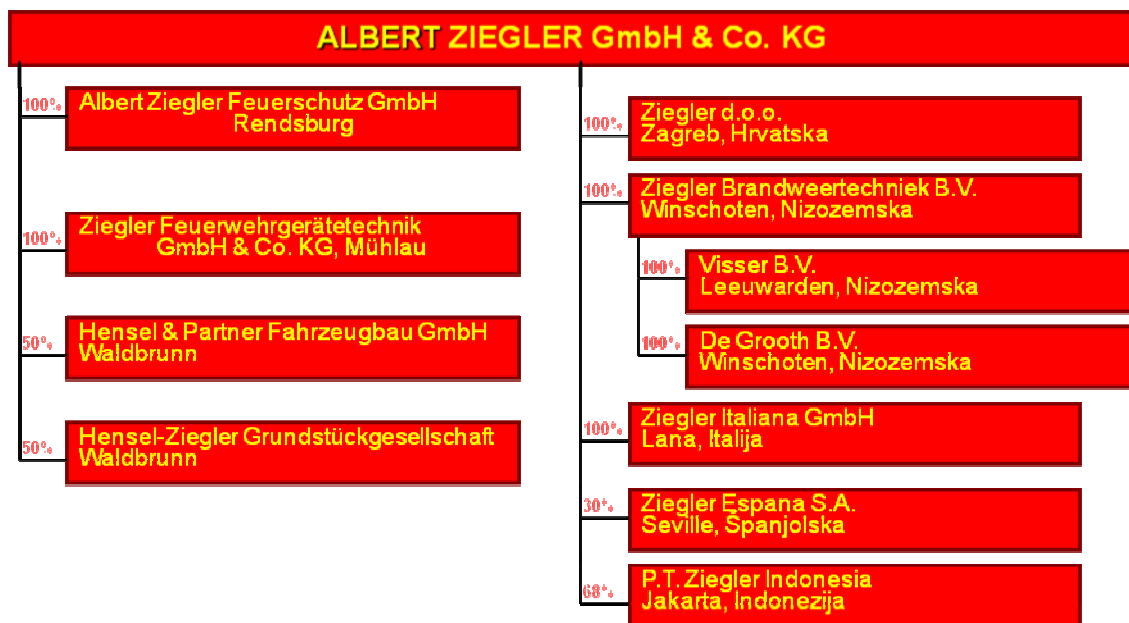 ALBERT ZIEGLER GmbH & Co. KG
100%
Albert Ziegler Feuerschutz GmbH
Rendsburg
100%
Ziegler Feuerwehrgerätetechnik
GmbH & Co. KG, Mühlau
50%
Hensel & Partner Fahrzeugbau GmbH
Waldbrunn
50%
Hensel-Ziegler Grundstückgesellschaft
Waldbrunn
100%
Ziegler d.o.o.
Zagreb, Hrvatska
100%
Ziegler Brandweertechniek B.V.
Winschoten, Nizozemska
100%
Visser B.V.
Leeuwarden, Nizozemska
100%
De Grooth B.V.
Winschoten, Nizozemska
100%
Ziegler Italiana GmbH
Lana, Italija
30%
Ziegler Espana S.A.
Seville, Španjolska
68%
P.T. Ziegler Indonesia
Jakarta, Indonezija